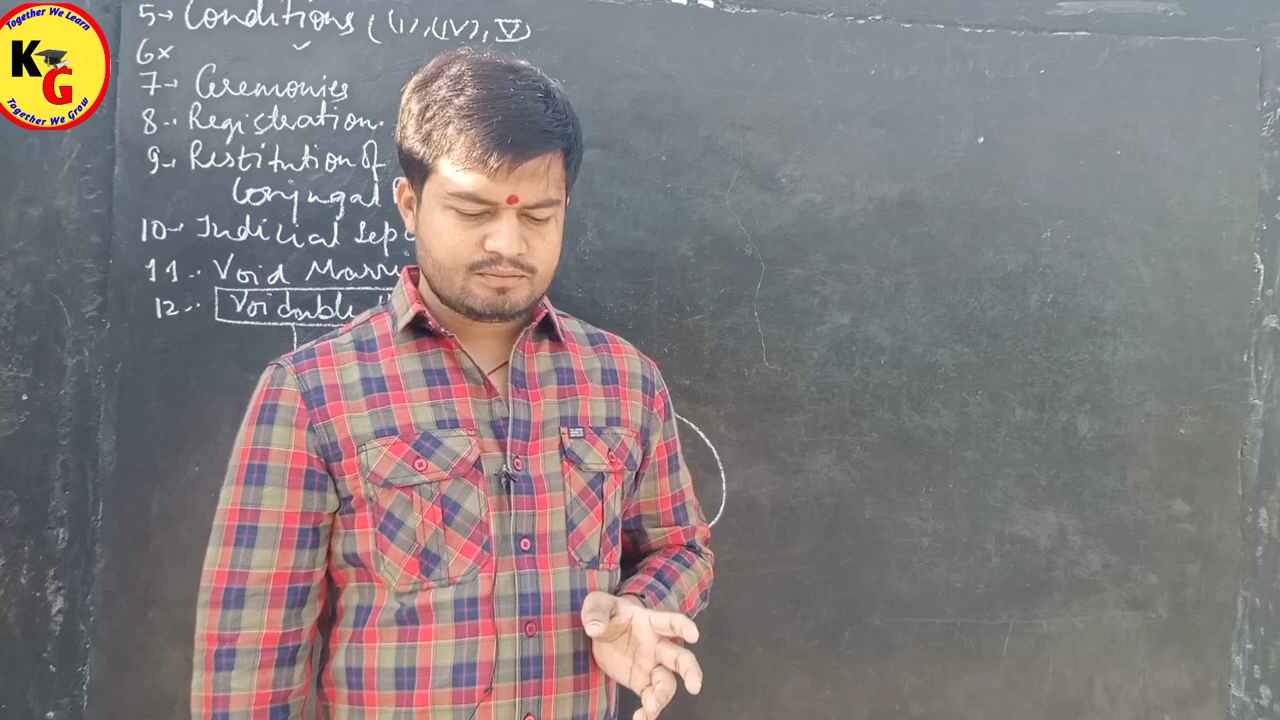 Together We Learn
KG
Together We Grow
5→ Conditions ((i),(iv),V)
6×
7→ Ceremonies
8→ Registration.
9→ Restitution of
Conjugal
10→ Judicial Sep
11→ Void Marri
12→ Voidable